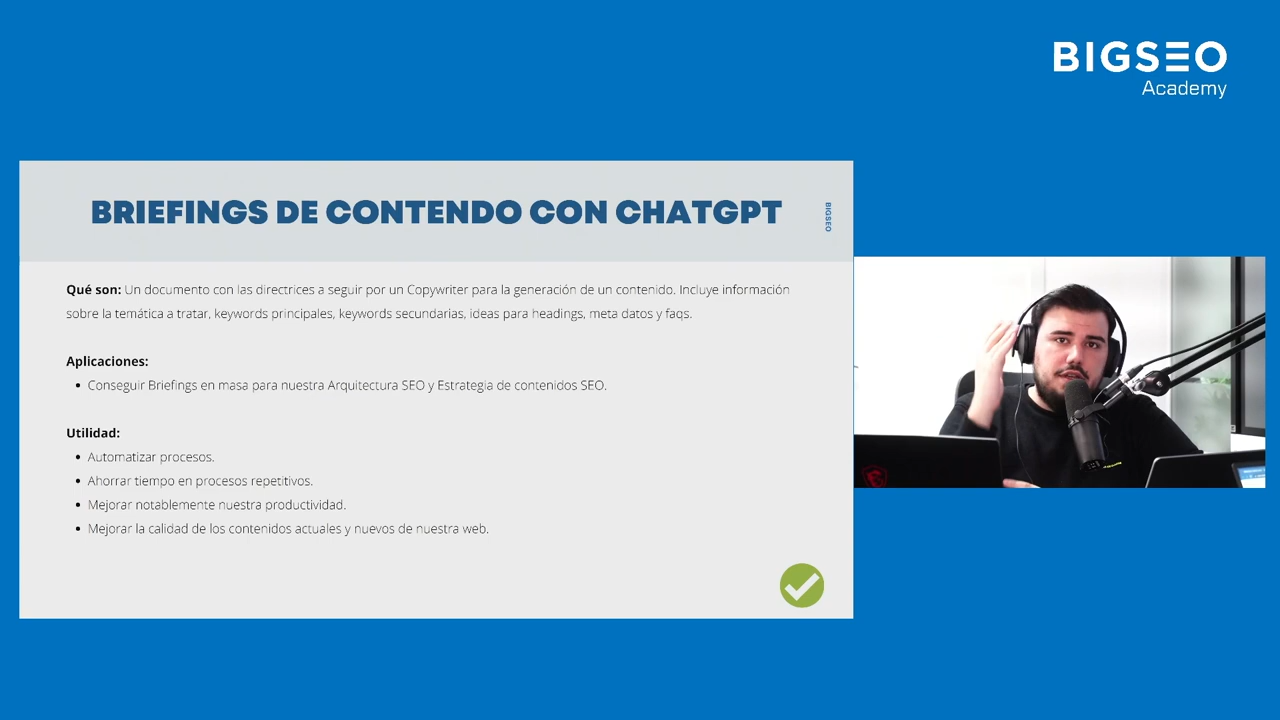 BIGSEO
Academy
BRIEFINGS DE CONTENDO CON CHATGPT
BIGSEO
Qué son: Un documento con las directrices a seguir por un Copywriter para la generación de un contenido. Incluye información
sobre la temática a tratar, keywords principales, keywords secundarias, ideas para headings, meta datos y faqs.
Aplicaciones:
• Conseguir Briefings en masa para nuestra Arquitectura SEO y Estrategia de contenidos SEO.
Utilidad:
• Automatizar procesos.
• Ahorrar tiempo en procesos repetitivos.
• Mejorar notablemente nuestra productividad.
• Mejorar la calidad de los contenidos actuales y nuevos de nuestra web.